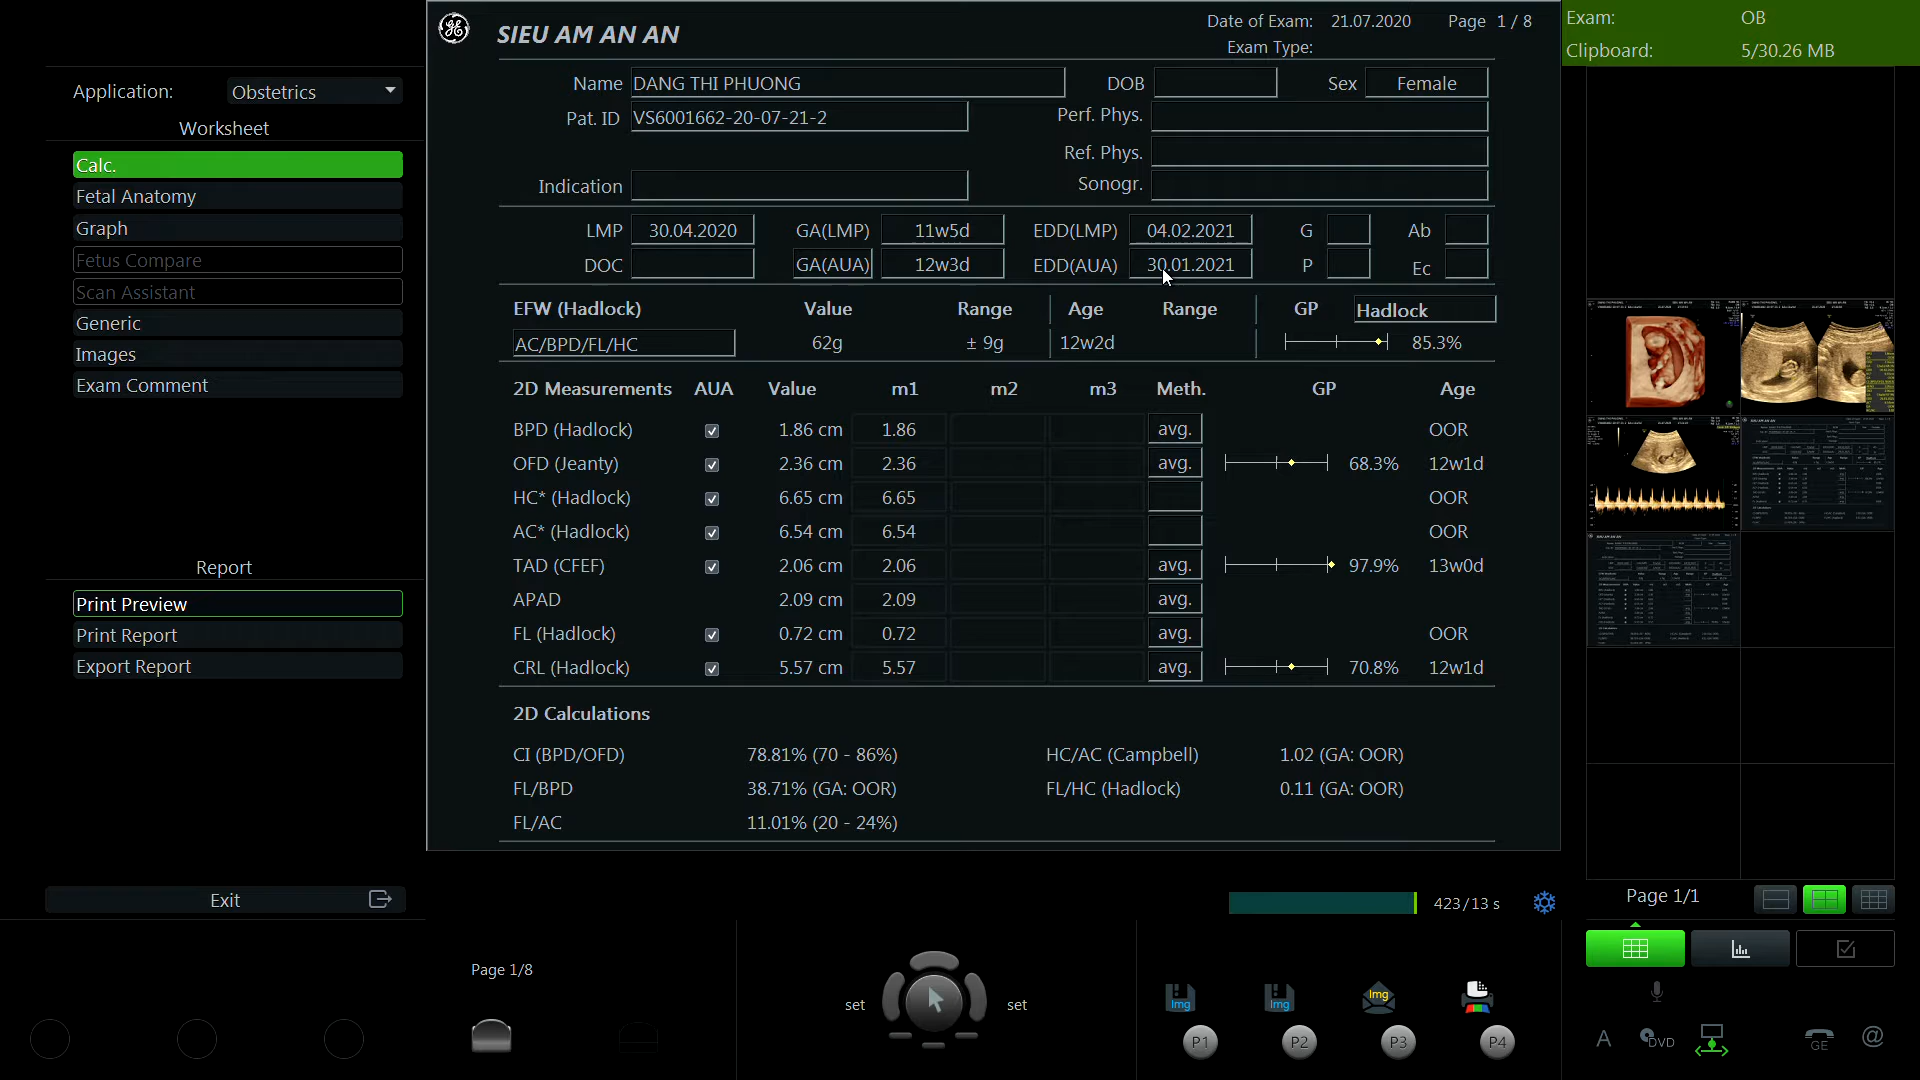 SIEU AM AN AN
Date of Exam: 21.07.2020 Page 1 / 8
Exam Type:
Exam: OB
Clipboard: 5/30.26 MB
Application: Obstetrics
Worksheet
Calc.
Fetal Anatomy
Graph
Fetus Compare
Scan Assistant
Generic
Images
Exam Comment
Report
Print Preview
Print Report
Export Report
Exit
Name DANG THI PHUONG DOB Sex Female
Pat. ID VS6001662-20-07-21-2 Perf. Phys.
Ref. Phys.
Indication Sonogr.
LMP 30.04.2020 GA(LMP) 11w5d EDD(LMP) 04.02.2021 G Ab
DOC GA(AUA) 12w3d EDD(AUA) 30.01.2021 P Ec
EFW (Hadlock) Value Range Age Range GP Hadlock
AC/BPD/FL/HC 62g ± 9g 12w2d 85.3%
2D Measurements AUA Value m1 m2 m3 Meth. GP Age
BPD (Hadlock) 1.86 cm 1.86 avg. OOR
OFD (Jeanty) 2.36 cm 2.36 avg. 68.3% 12w1d
HC* (Hadlock) 6.65 cm 6.65 OOR
AC* (Hadlock) 6.54 cm 6.54 OOR
TAD (CFEF) 2.06 cm 2.06 avg. 97.9% 13w0d
APAD 2.09 cm 2.09 avg.
FL (Hadlock) 0.72 cm 0.72 avg. OOR
CRL (Hadlock) 5.57 cm 5.57 avg. 70.8% 12w1d
2D Calculations
CI (BPD/OFD) 78.81% (70 - 86%) HC/AC (Campbell) 1.02 (GA: OOR)
FL/BPD 38.71% (GA: OOR) FL/HC (Hadlock) 0.11 (GA: OOR)
FL/AC 11.01% (20 - 24%)
423/13 s
Page 1/1
Page 1/8
set set
Img Img Img
P1 P2 P3 P4
A DVD GE @